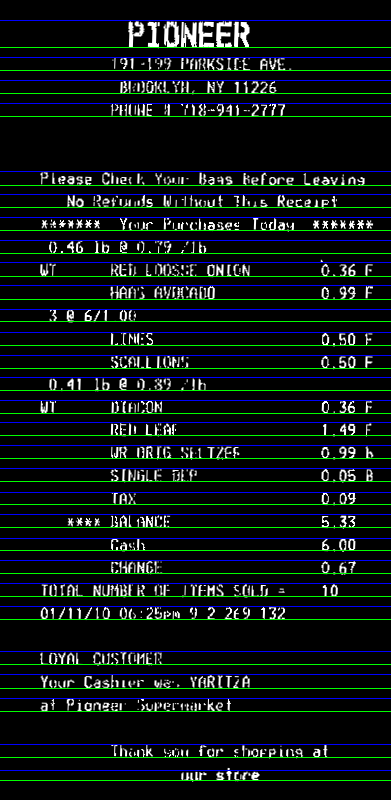 PIONEER
191-199 PARKSIDE AVE.
BROOKLYN, NY 11226
PHONE # 718-941-2777
Please Check Your Bags Before Leaving
No Refunds Without This Receipt
******* Your Purchases Today *******
0.46 lb @ 0.79 /lb
WT RED LOOSSE ONION 0.36 F
HAAS AVOCADO 0.99 F
3 @ 6/1.00
LIMES 0.50 F
SCALLIONS 0.50 F
0.41 lb @ 0.89 /lb
WT DIACON 0.36 F
RED LEAF 1.49 F
WR ORIG SELTZER 0.99 b
SINGLE DEP 0.05 B
TAX 0.09
**** BALANCE 5.33
Cash 6.00
CHANGE 0.67
TOTAL NUMBER OF ITEMS SOLD = 10
01/11/10 06:25pm 9 2 269 132
LOYAL CUSTOMER
Your Cashier was YARITZA
at Pioneer Supermarket
Thank you for shopping at
our store